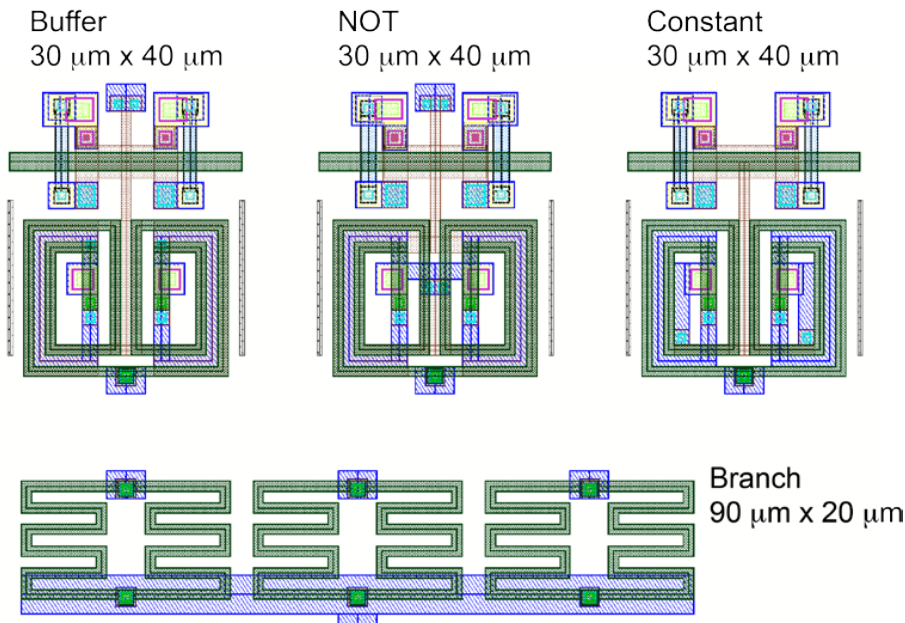 Buffer
30 μm x 40 μm
NOT
30 μm x 40 μm
Constant
30 μm x 40 μm
Branch
90 μm x 20 μm